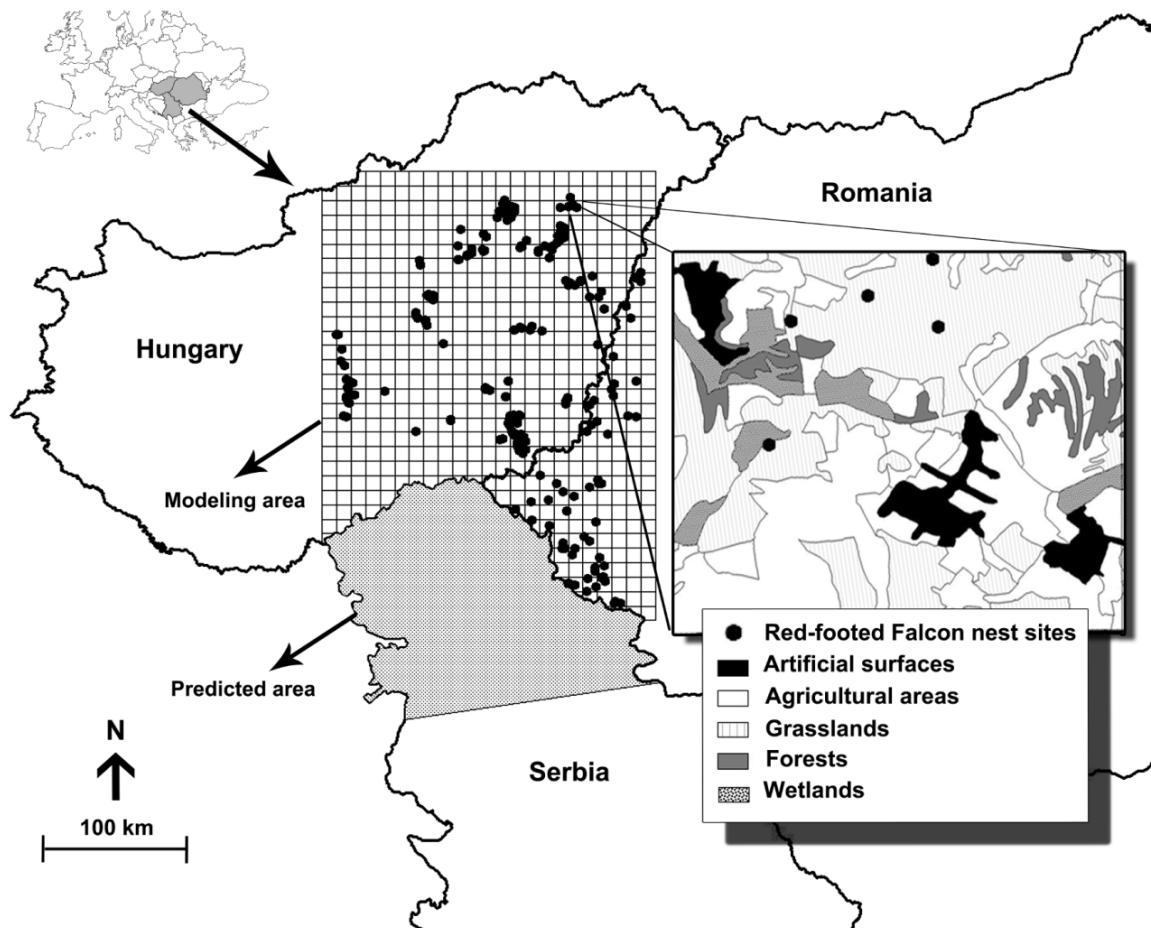 Romania
Hungary
Modeling area
Predicted area
N
100 km
Serbia
Red-footed Falcon nest sites
Artificial surfaces
Agricultural areas
Grasslands
Forests
Wetlands